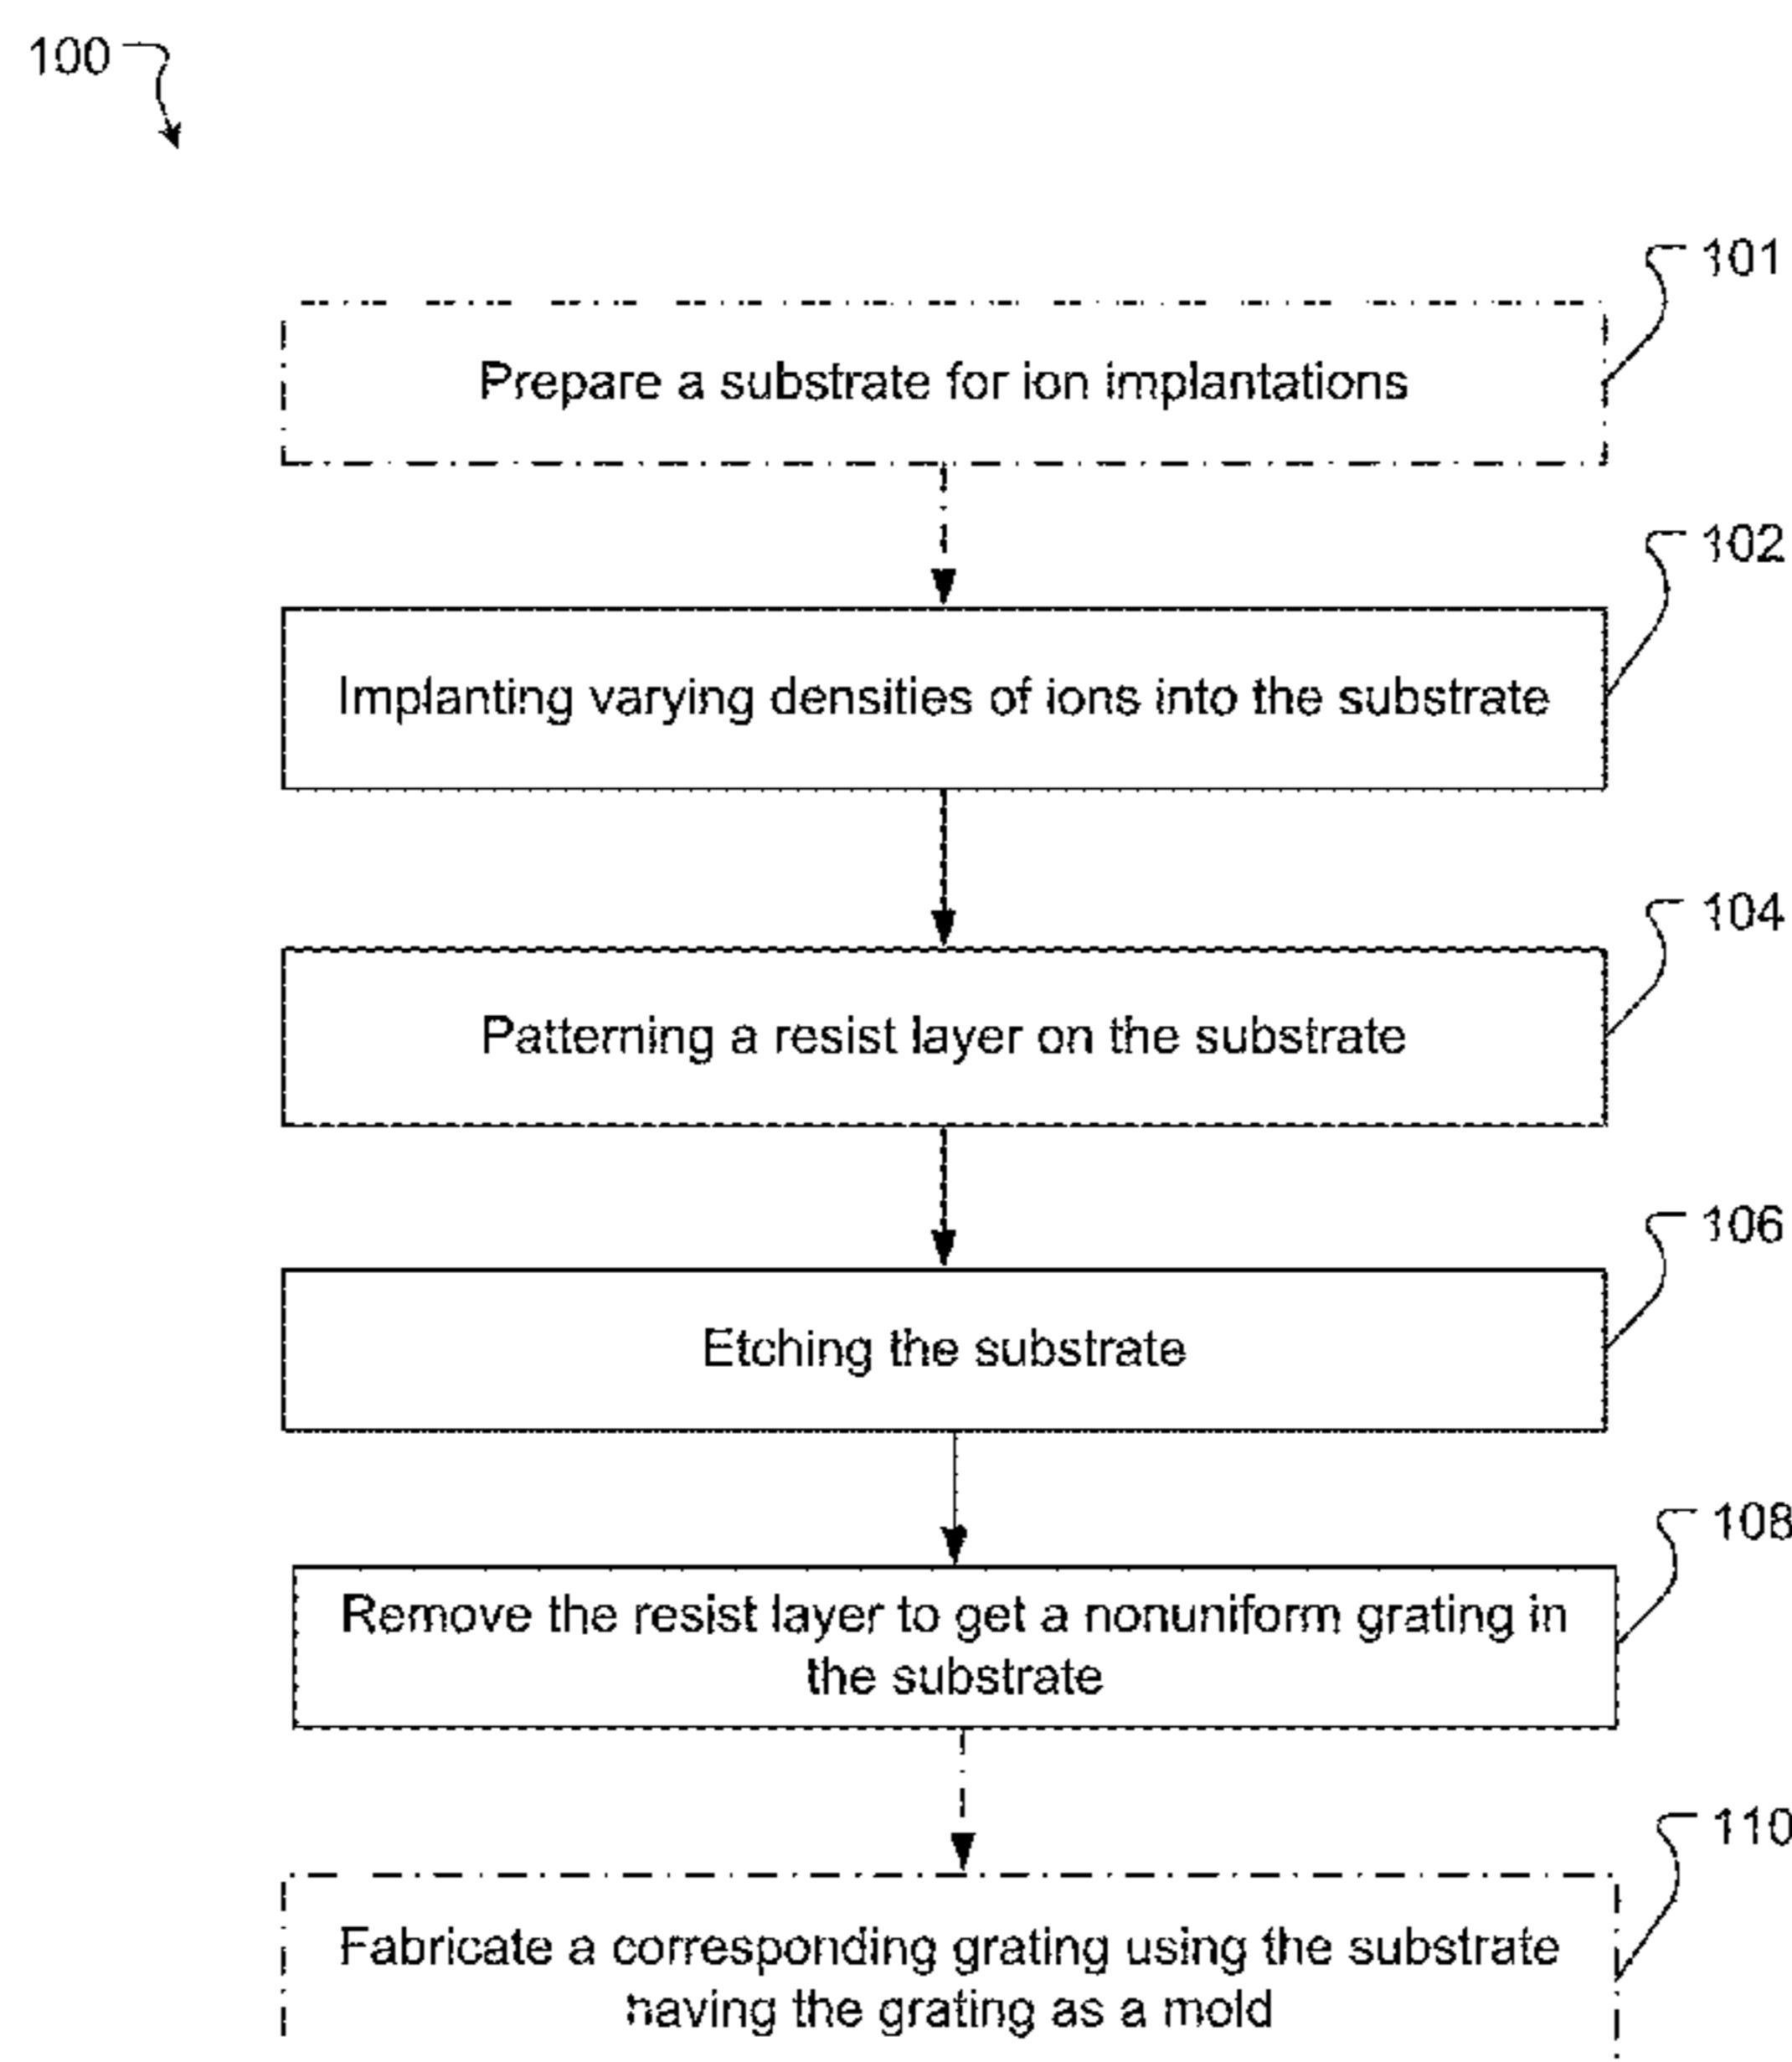 100
101
Prepare a substrate for ion implantations
102
Implanting varying densities of ions into the substrate
104
Patterning a resist layer on the substrate
106
Etching the substrate
108
Remove the resist layer to get a nonuniform grating in
the substrate
110
Fabricate a corresponding grating using the substrate
having the grating as a mold